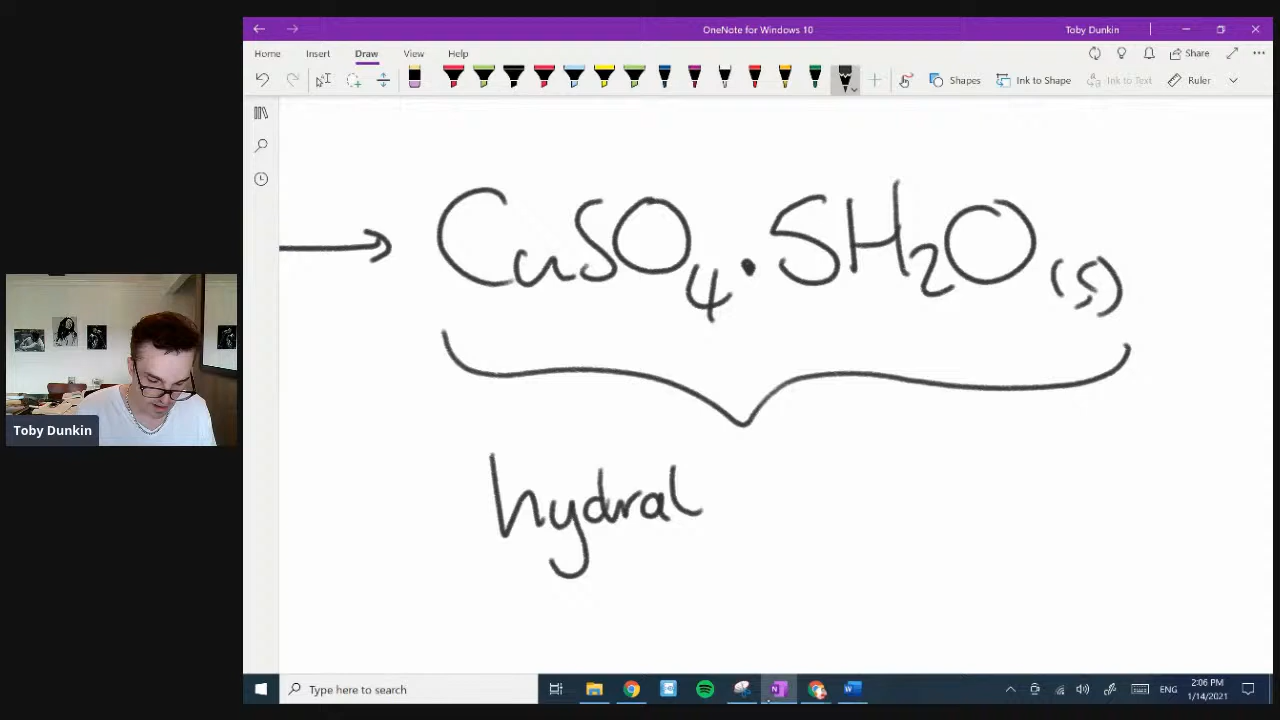 OneNote for Windows 10
Toby Dunkin
Home Insert Draw View Help
Share
Shapes Ink to Shape Ink to Text Ruler
→ CuSO₄·5H₂O(s)
hydral
Toby Dunkin
Type here to search
ENG
2:06 PM
1/14/2021